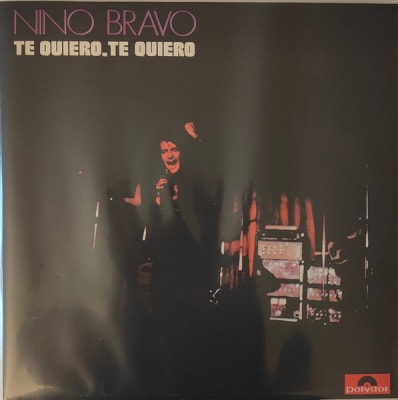 NINO BRAVO
TE QUIERO, TE QUIERO
polydor